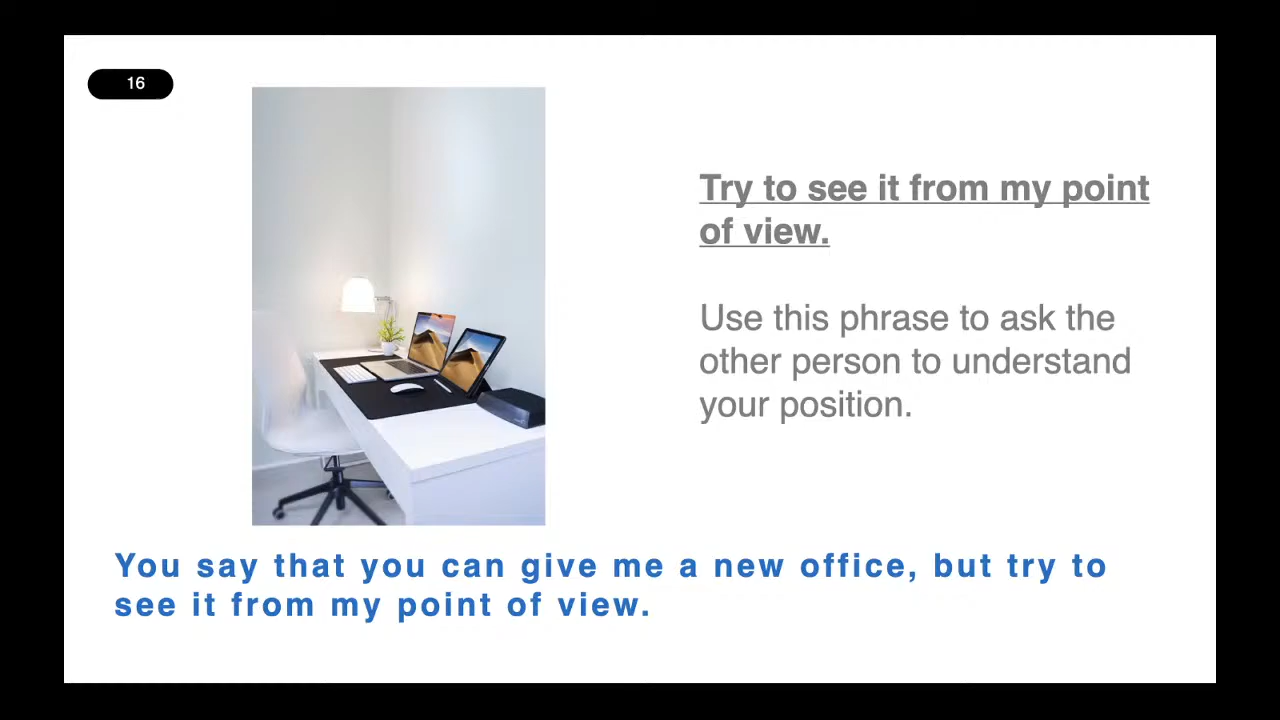 16
Try to see it from my point
of view.
Use this phrase to ask the
other person to understand
your position.
You say that you can give me a new office, but try to
see it from my point of view.